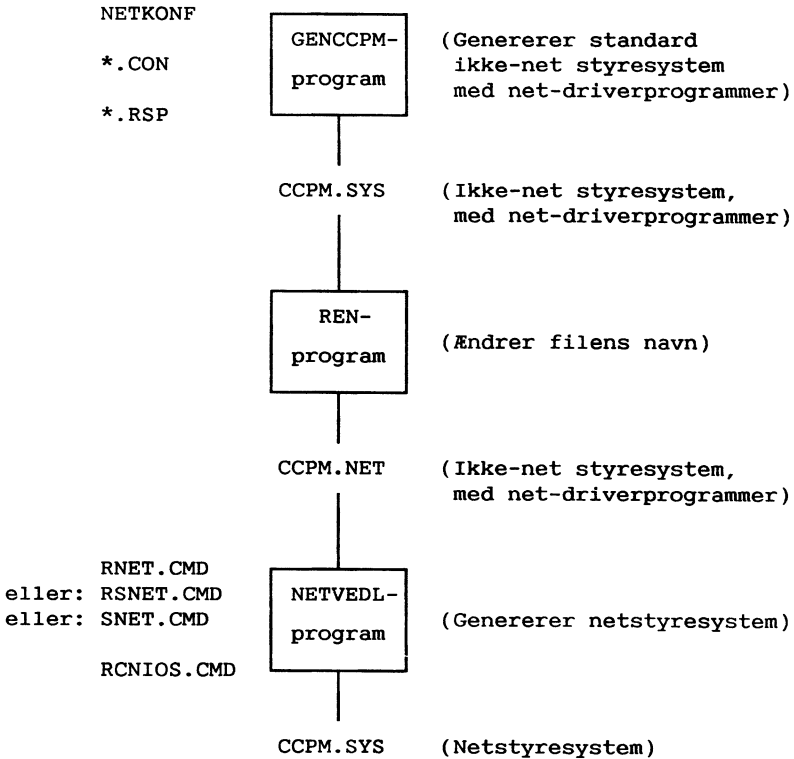 NETKONF
*.CON
*.RSP
GENCCPM-
program
(Genererer standard
ikke-net styresystem
med net-driverprogrammer)
CCPM.SYS
(Ikke-net styresystem,
med net-driverprogrammer)
REN-
program
(Ændrer filens navn)
CCPM.NET
(Ikke-net styresystem,
med net-driverprogrammer)
RNET.CMD
eller: RSNET.CMD
eller: SNET.CMD
RCNIOS.CMD
NETVEDL-
program
(Genererer netstyresystem)
CCPM.SYS
(Netstyresystem)